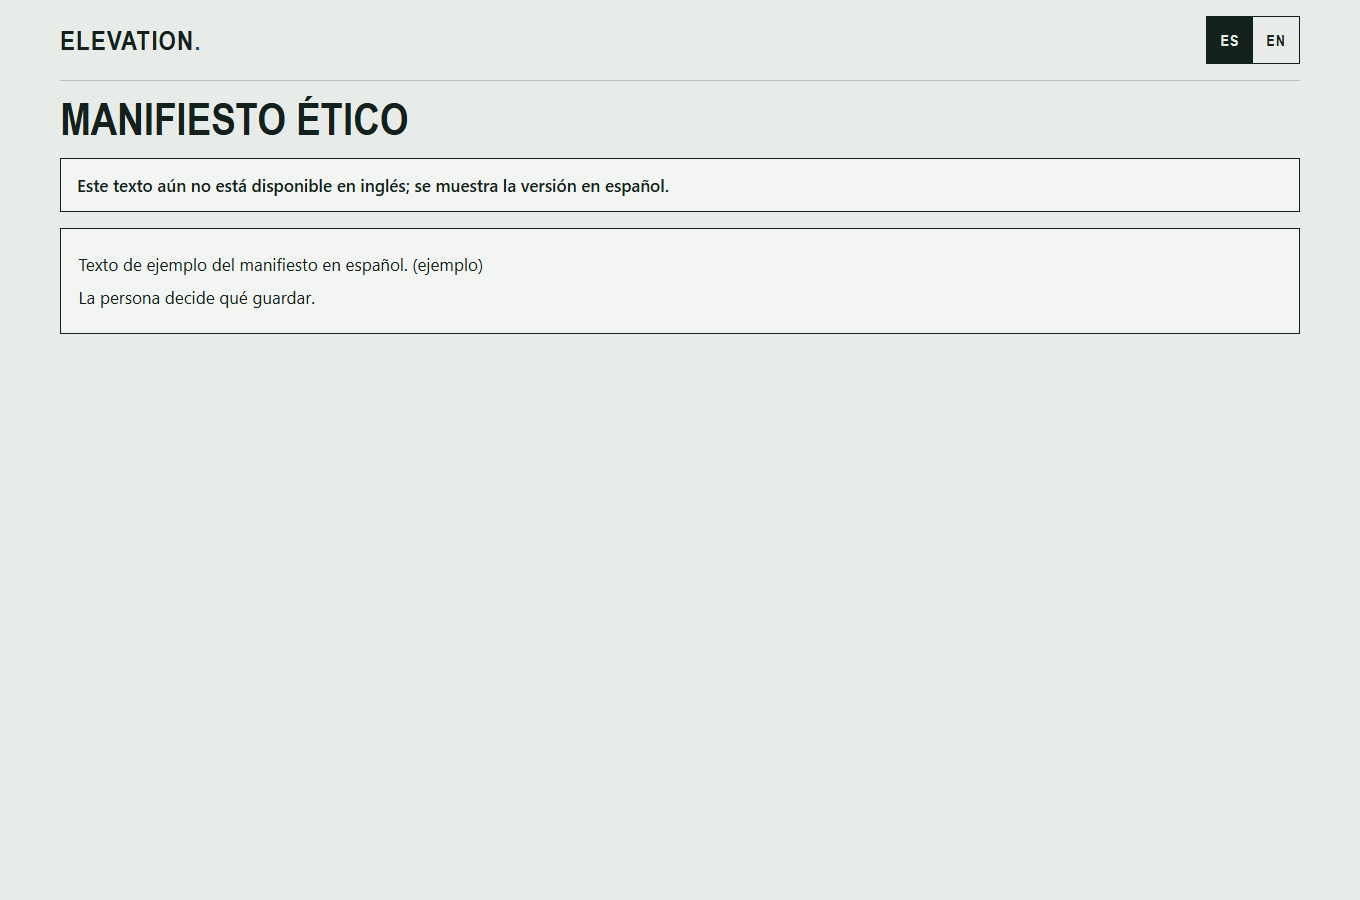 ELEVATION.
ES EN
MANIFIESTO ÉTICO
Este texto aún no está disponible en inglés; se muestra la versión en español.
Texto de ejemplo del manifiesto en español. (ejemplo)
La persona decide qué guardar.